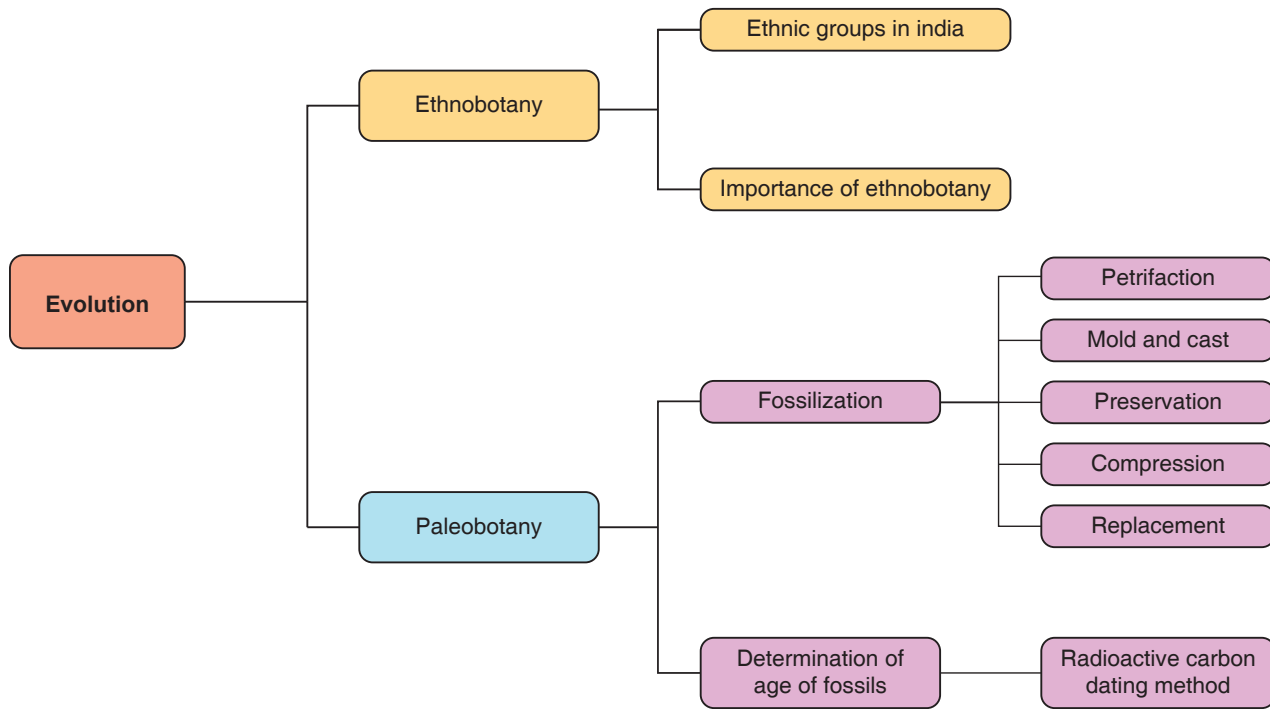 Ethnic groups in india
Ethnobotany
Importance of ethnobotany
Evolution
Petrifaction
Mold and cast
Fossilization
Preservation
Compression
Replacement
Paleobotany
Determination of
age of fossils
Radioactive carbon
dating method